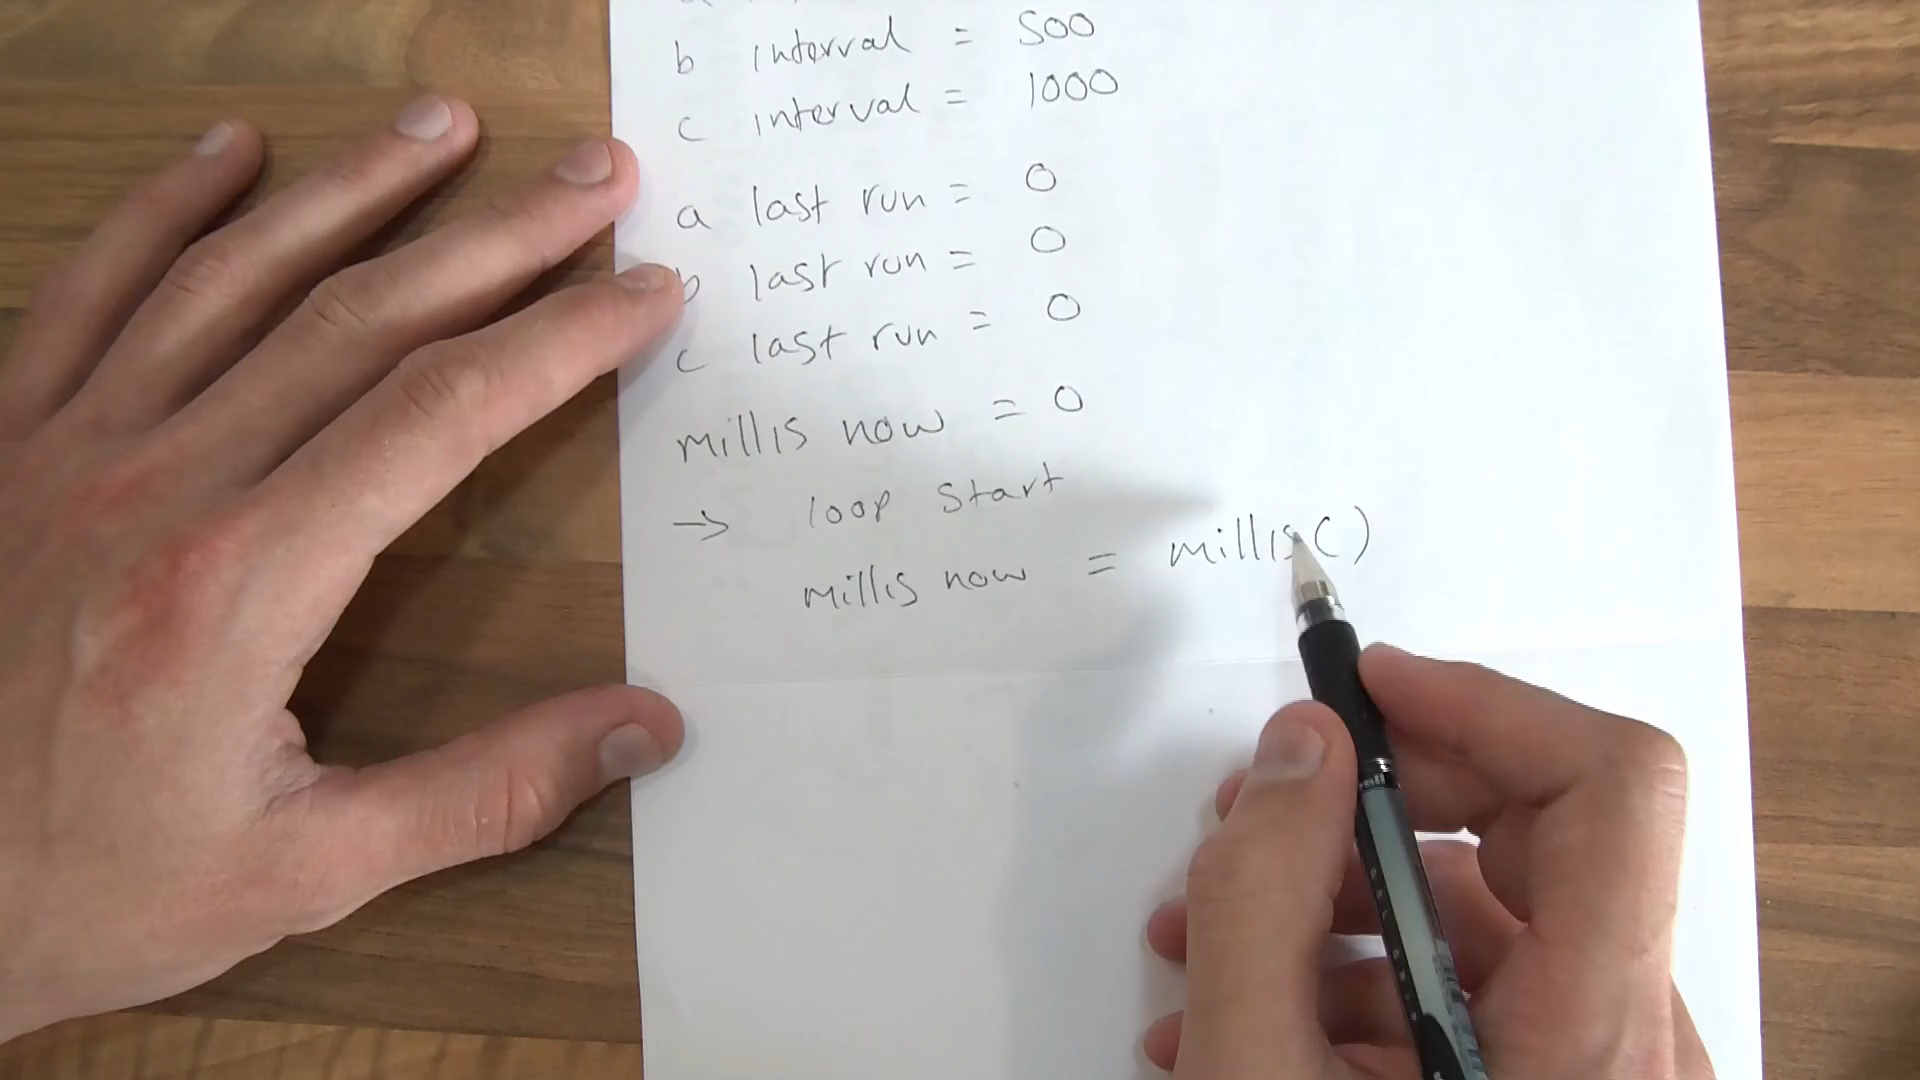 b interval = 500
c interval = 1000
a last run = 0
b last run = 0
c last run = 0
millis now = 0
→ loop start
millis now = millis()